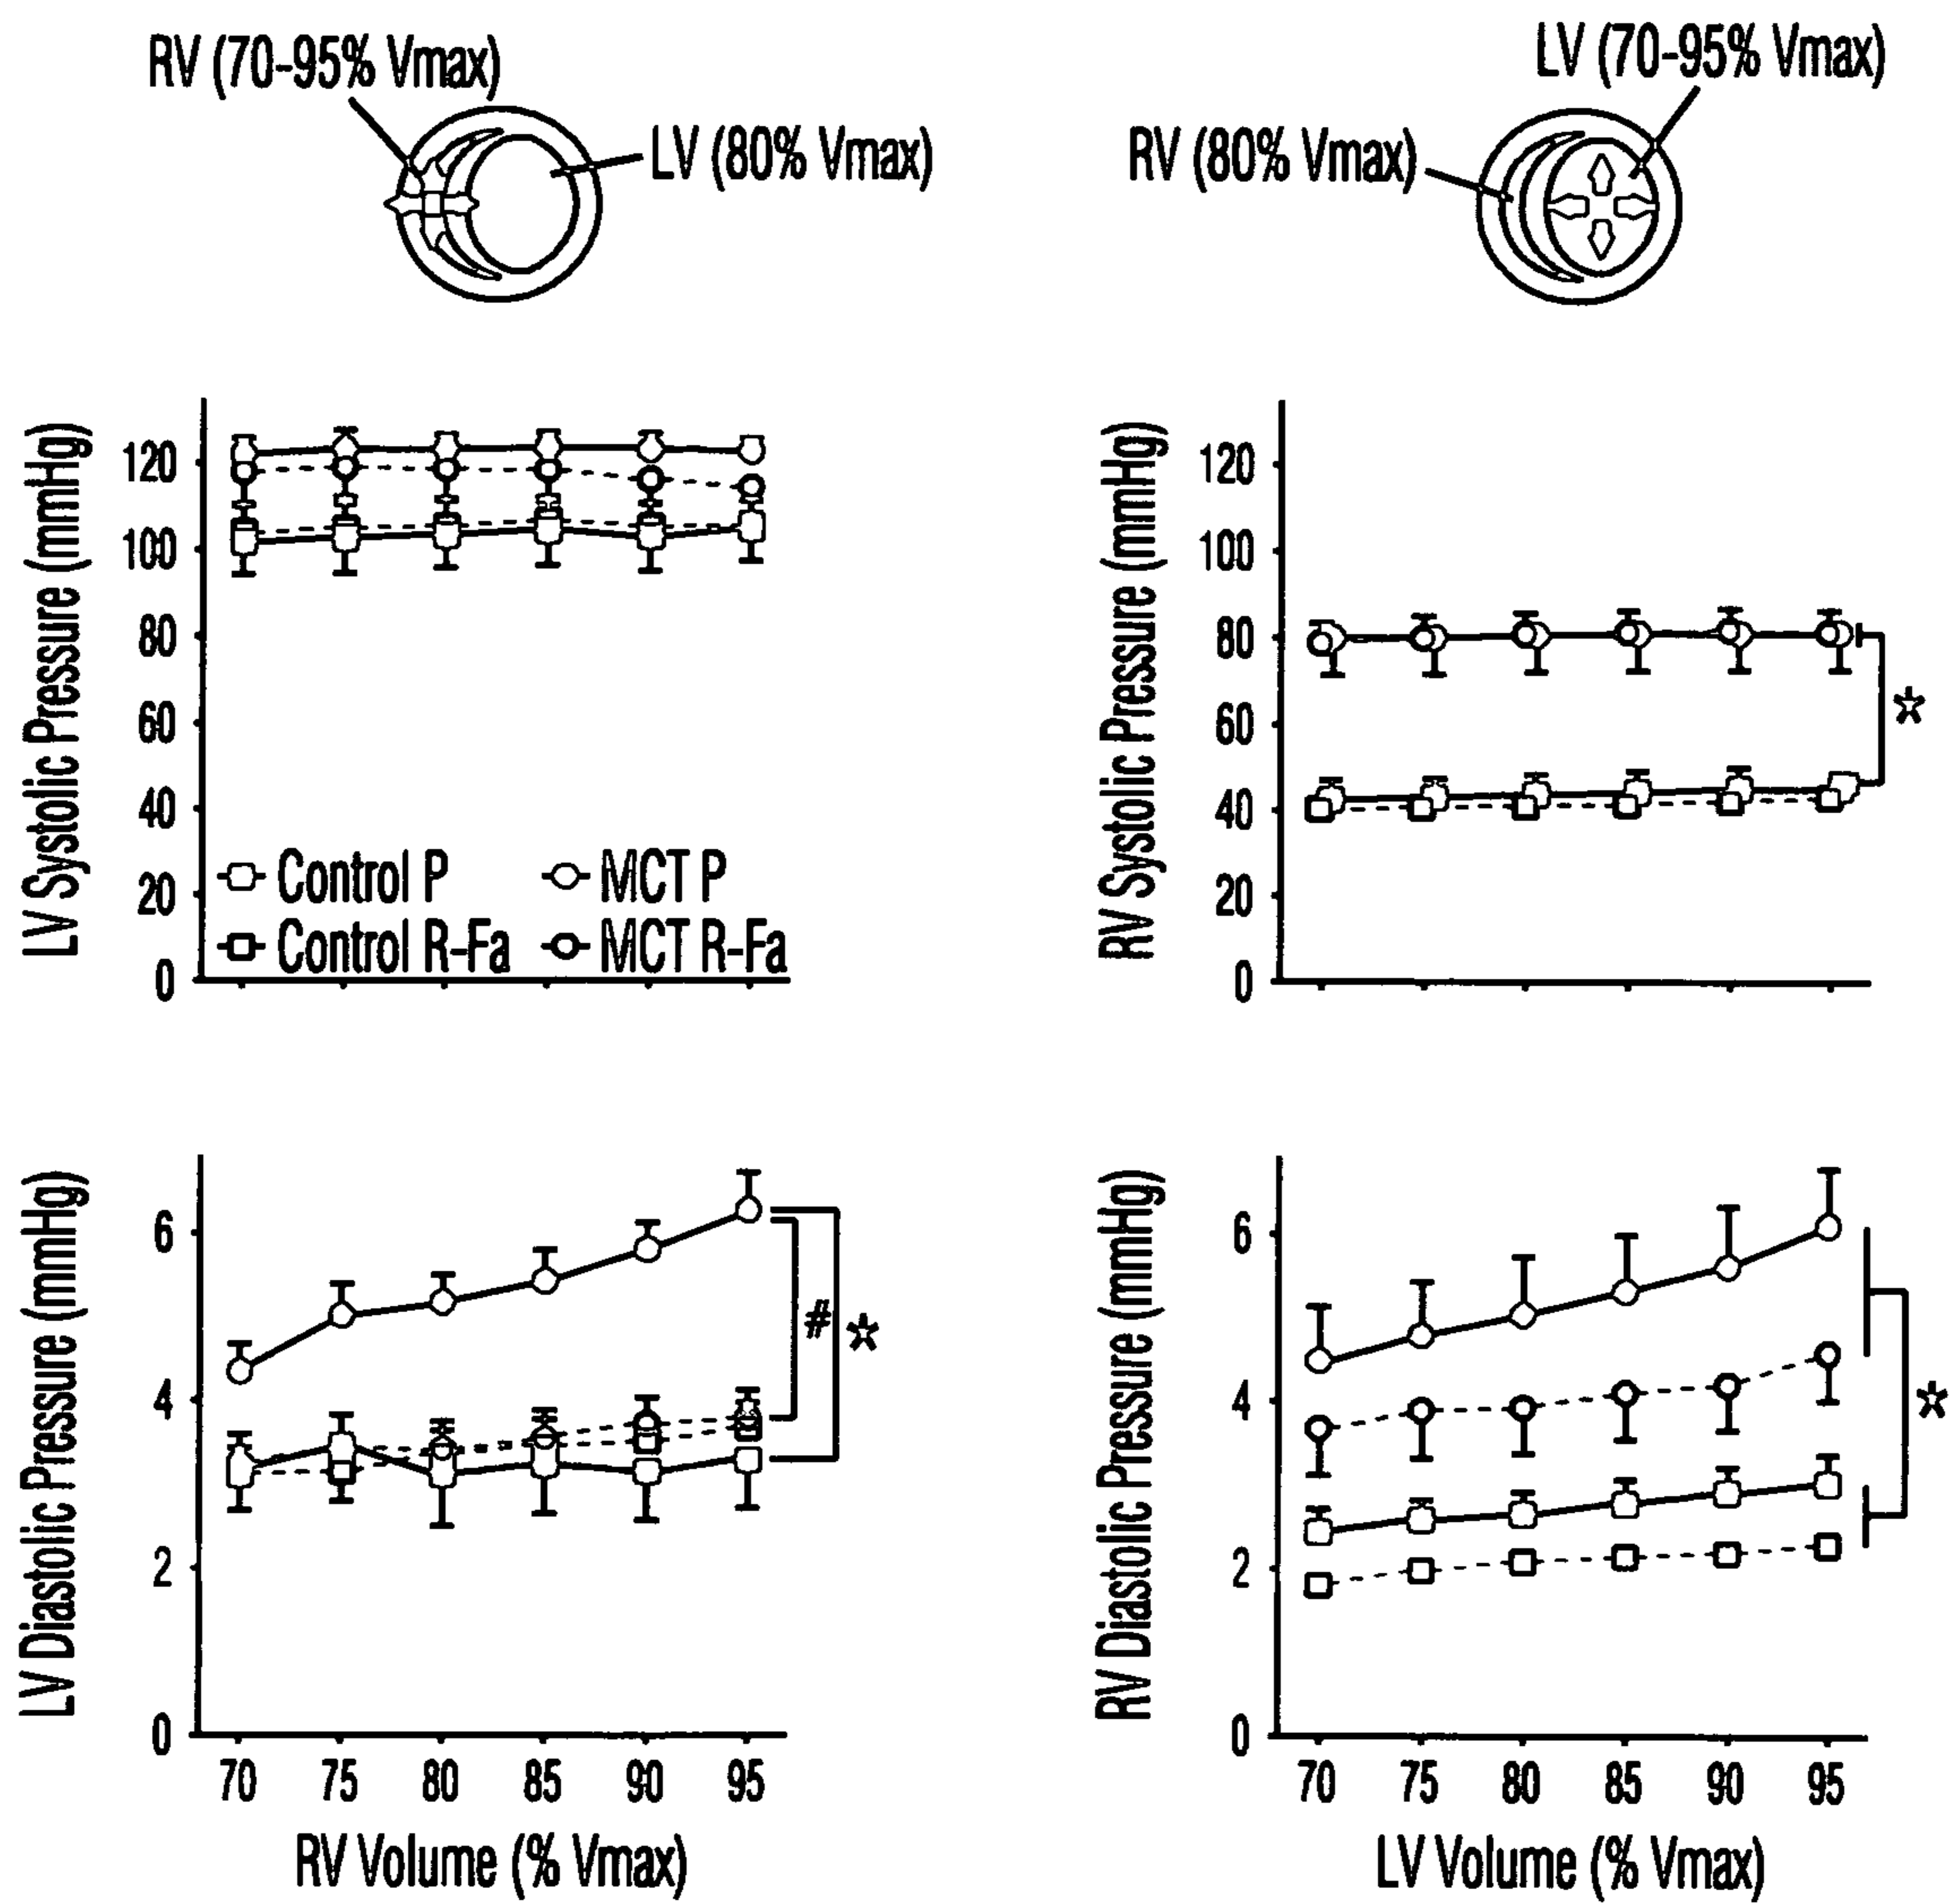 RV (70-95% Vmax)
LV (80% Vmax)
LV (70-95% Vmax)
RV (80% Vmax)
LV Systolic Pressure (mmHg)
120
100
80
60
40
20
0
Control P
MCT P
Control R-Fa
MCT R-Fa
RV Systolic Pressure (mmHg)
120
100
80
60
40
20
0
*
LV Diastolic Pressure (mmHg)
6
4
2
0
# *
70 75 80 85 90 95
RV Volume (% Vmax)
RV Diastolic Pressure (mmHg)
6
4
2
0
*
70 75 80 85 90 95
LV Volume (% Vmax)